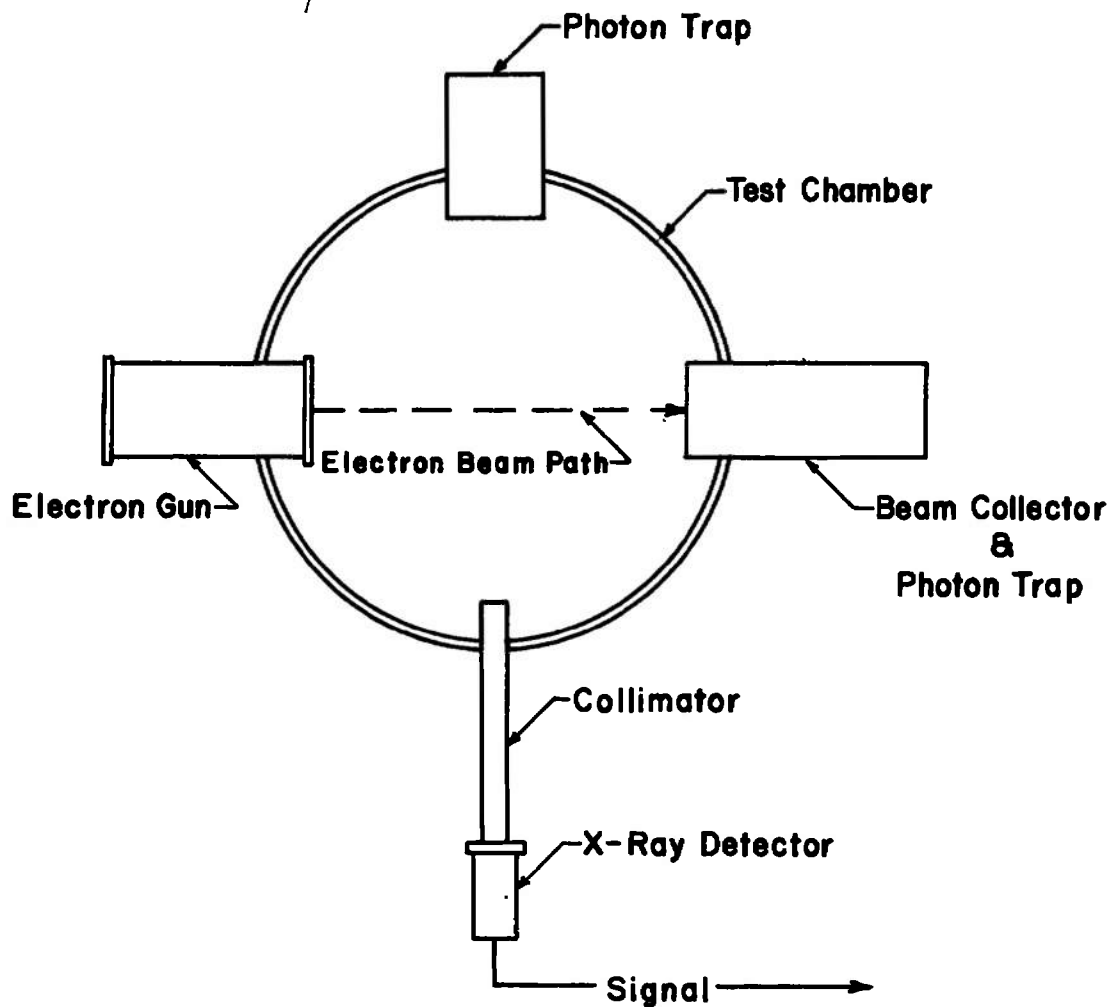 Photon Trap
Test Chamber
Electron Beam Path
Electron Gun
Beam Collector
&
Photon Trap
Collimator
X-Ray Detector
Signal